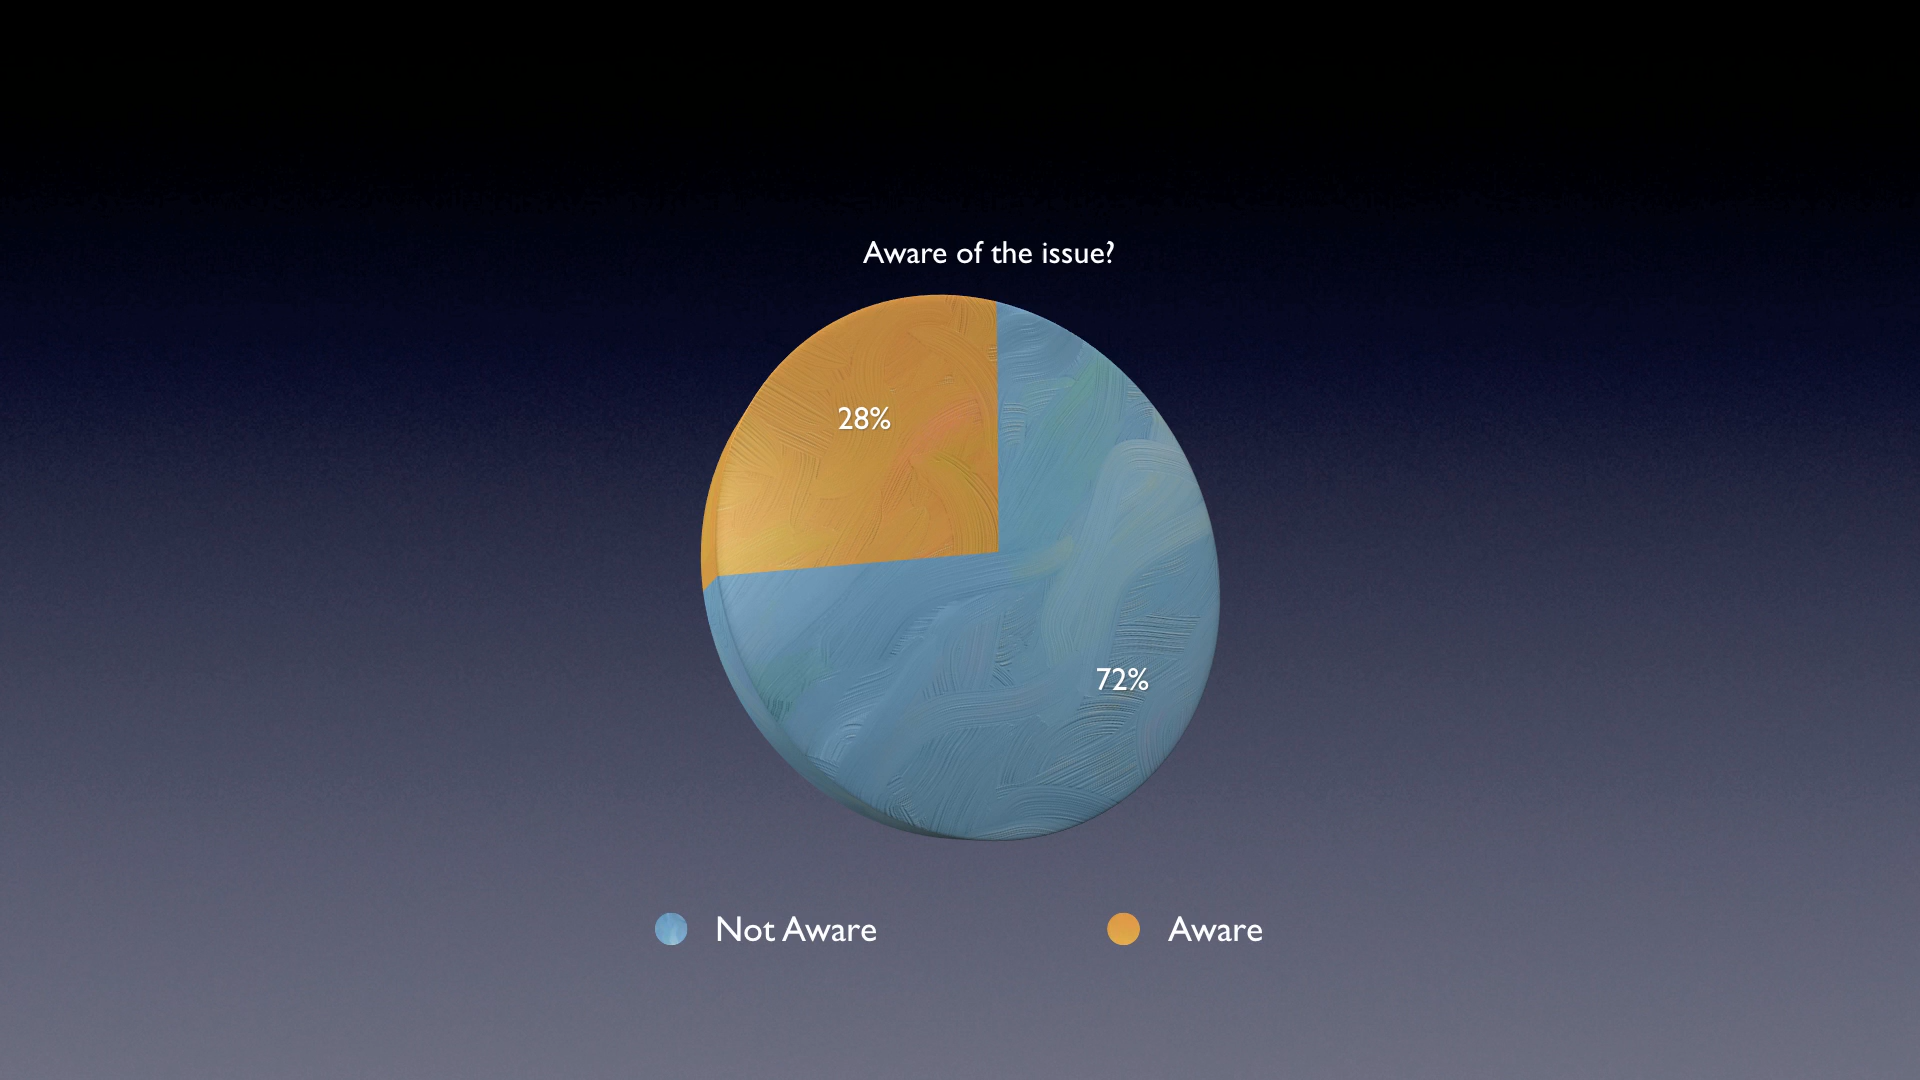 Aware of the issue?
28%
72%
Not Aware
Aware